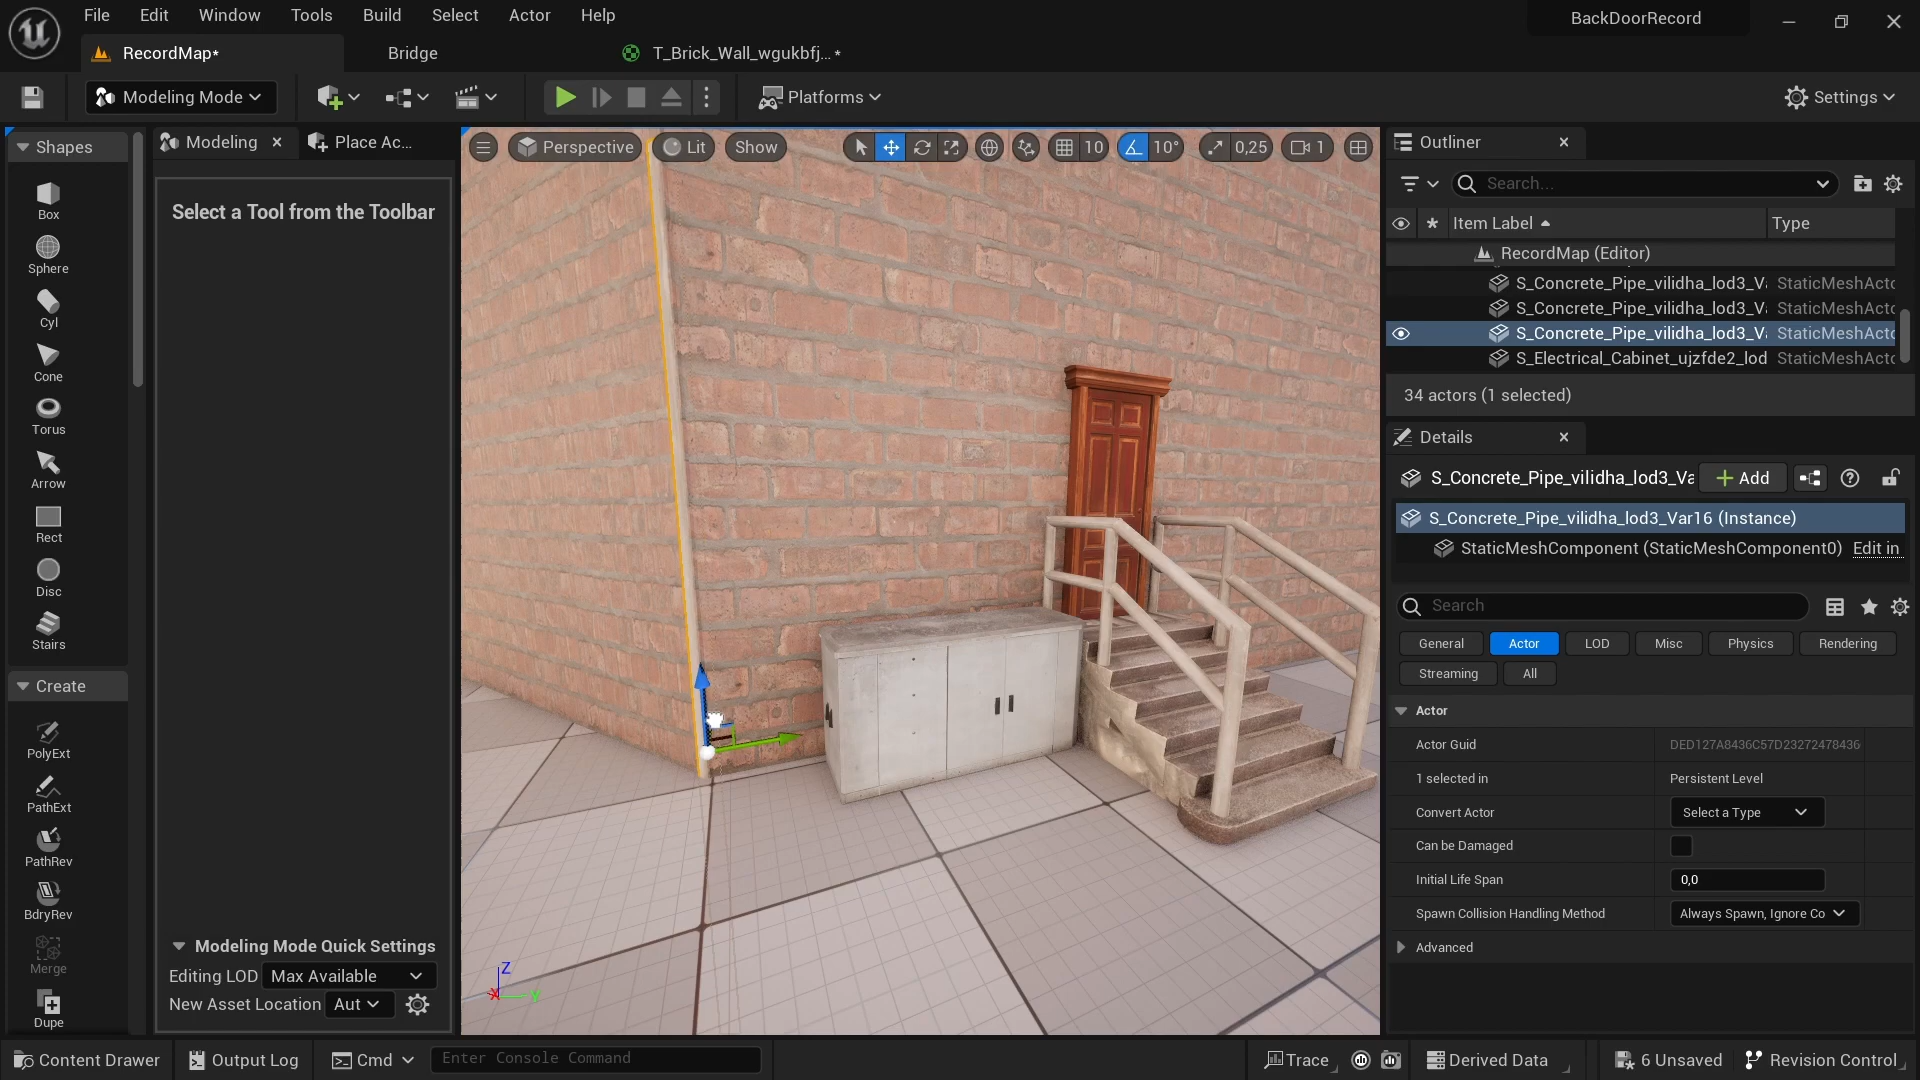 File Edit Window Tools Build Select Actor Help
BackDoorRecord
RecordMap*
Bridge
T_Brick_Wall_wgukbfj...*
Modeling Mode
Platforms
Settings
Shapes
Box
Sphere
Cyl
Cone
Torus
Arrow
Rect
Disc
Stairs
Create
PolyExt
PathExt
PathRev
BdryRev
Merge
Dupe
Modeling
Place Ac...
Select a Tool from the Toolbar
Modeling Mode Quick Settings
Editing LOD Max Available
New Asset Location Aut
Perspective
Lit
Show
10
10°
0,25
1
Z
X
Y
Outliner
Search...
Item Label
Type
RecordMap (Editor)
S_Concrete_Pipe_vilidha_lod3_Va StaticMeshActo
S_Concrete_Pipe_vilidha_lod3_Va StaticMeshActo
S_Concrete_Pipe_vilidha_lod3_Va StaticMeshActo
S_Electrical_Cabinet_ujzfde2_lod StaticMeshActo
34 actors (1 selected)
Details
S_Concrete_Pipe_vilidha_lod3_Va
Add
S_Concrete_Pipe_vilidha_lod3_Var16 (Instance)
StaticMeshComponent (StaticMeshComponent0) Edit in
Search
General Actor LOD Misc Physics Rendering
Streaming All
Actor
Actor Guid DED127A8436C57D23272478436
1 selected in Persistent Level
Convert Actor Select a Type
Can be Damaged
Initial Life Span 0,0
Spawn Collision Handling Method Always Spawn, Ignore Co
Advanced
Content Drawer
Output Log
Cmd
Enter Console Command
Trace
Derived Data
6 Unsaved
Revision Control